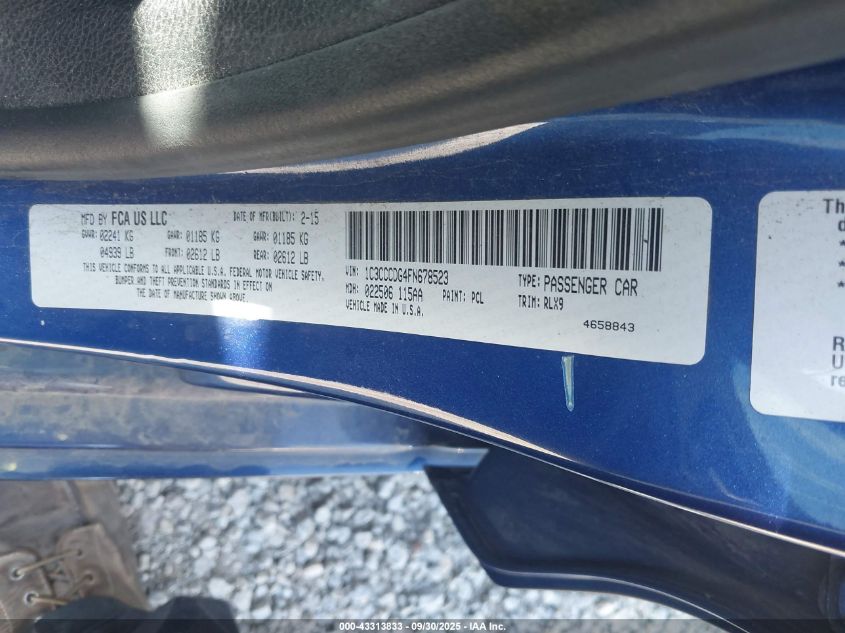 MFD BY FCA US LLC DATE OF MFR(BUILT): 2-15
GVWR: 02241 KG GAWR: 01185 KG GAWR: 01185 KG
04939 LB FRONT: 02612 LB REAR: 02612 LB
THIS VEHICLE CONFORMS TO ALL APPLICABLE U.S.A. FEDERAL MOTOR VEHICLE SAFETY,
BUMPER AND THEFT PREVENTION STANDARDS IN EFFECT ON
THE DATE OF MANUFACTURE SHOWN ABOVE.
VIN: 1C3CCCDG4FN678523 TYPE: PASSENGER CAR
MDH: 022506 115AA PAINT: PCL TRIM: RLX9
VEHICLE MADE IN U.S.A.
4658843
The
d
*
*
*
R
U
re
000-43313833 - 09/30/2025 - IAA Inc.